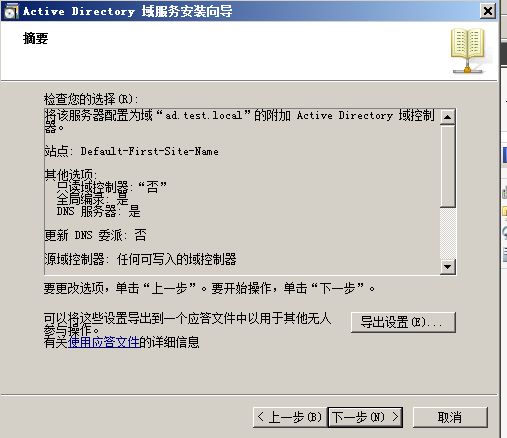 Active Directory 域服务安装向导
摘要
检查您的选择(R):
将该服务器配置为域“ad.test.local”的附加 Active Directory 域控制
器。
站点: Default-First-Site-Name
其他选项:
只读域控制器:“否”
全局编录: 是
DNS 服务器: 是
更新 DNS 委派: 否
源域控制器: 任何可写入的域控制器
要更改选项，单击“上一步”。要开始操作，单击“下一步”。
可以将这些设置导出到一个应答文件中以用于其他无人
参与操作。
有关使用应答文件的详细信息
导出设置(E)...
< 上一步(B)
下一步(N) >
取消